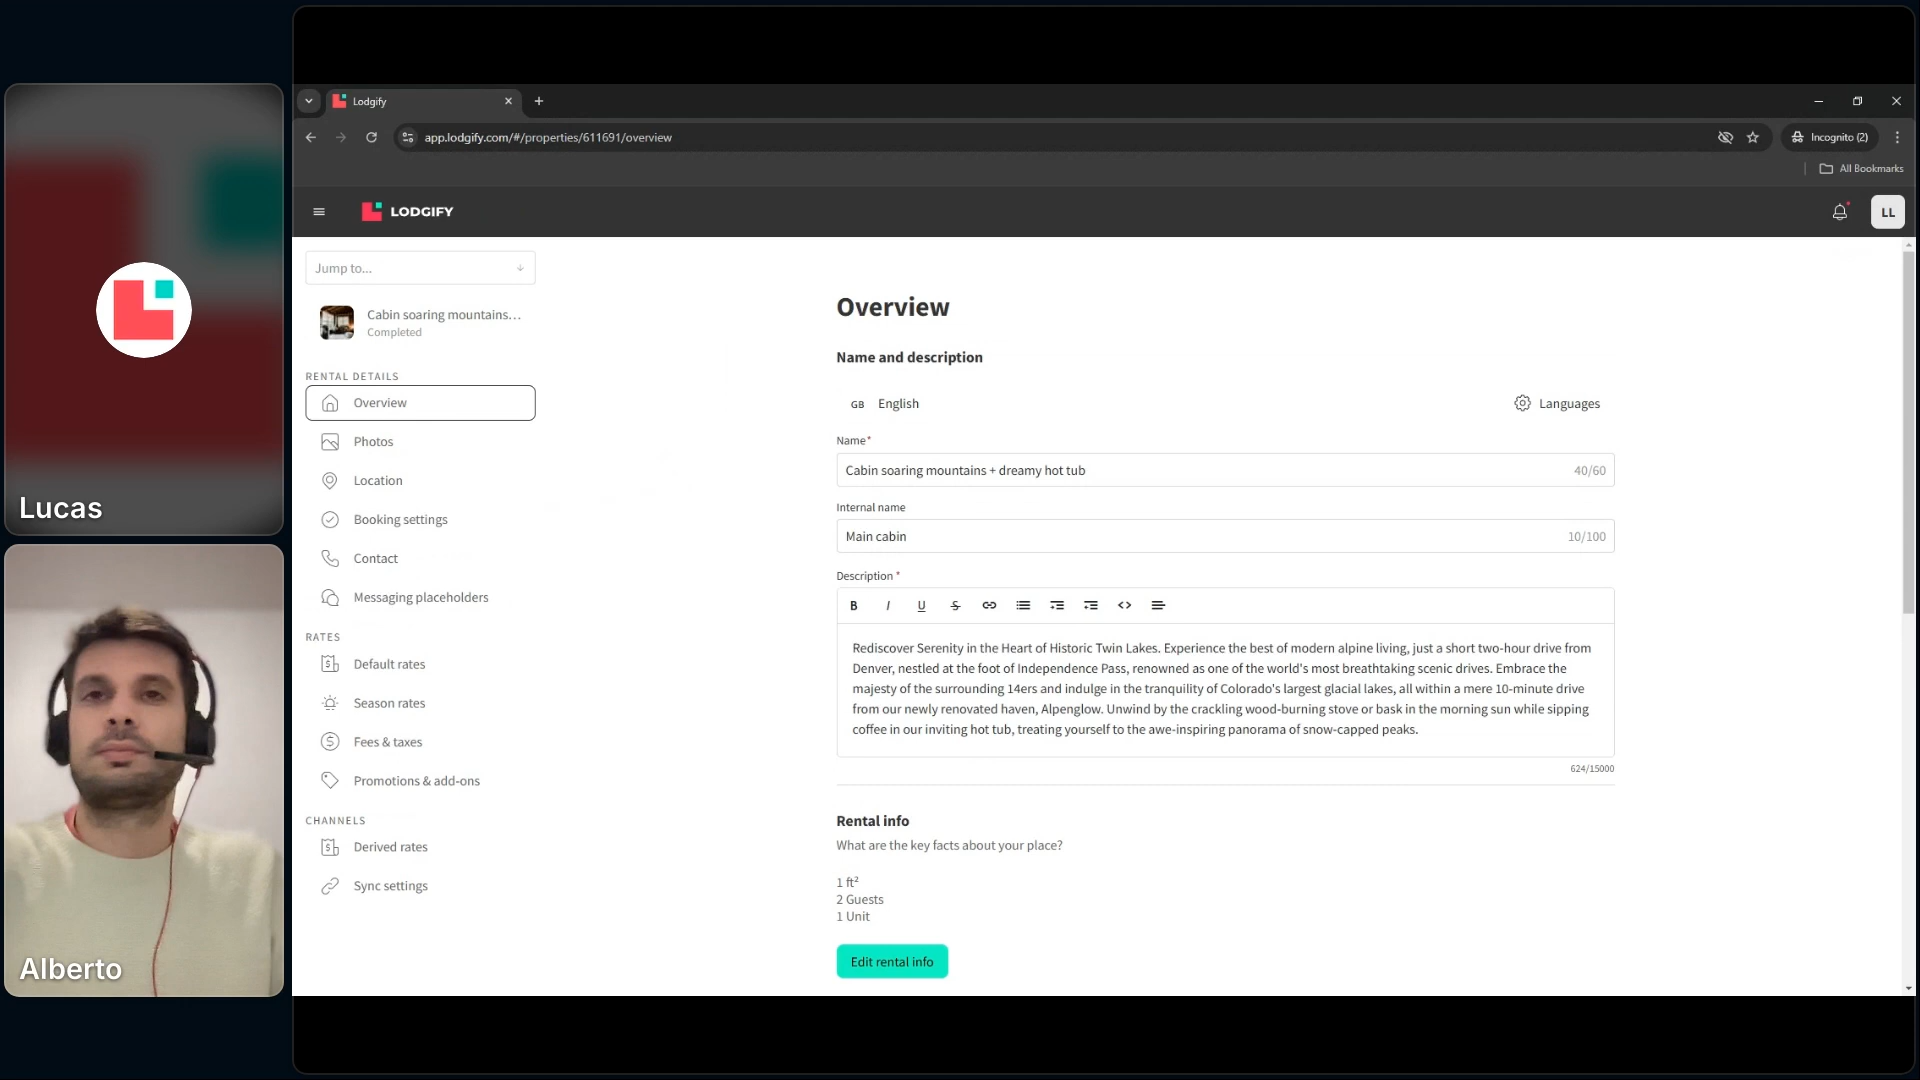 Lucas
Alberto
Lodgify
app.lodgify.com/#/properties/611691/overview
Incognito (2)
All Bookmarks
LODGIFY
LL
Jump to...
Cabin soaring mountains...
Completed
RENTAL DETAILS
Overview
Photos
Location
Booking settings
Contact
Messaging placeholders
RATES
Default rates
Season rates
Fees & taxes
Promotions & add-ons
CHANNELS
Derived rates
Sync settings
Overview
Name and description
GB English
Languages
Name*
Cabin soaring mountains + dreamy hot tub 40/60
Internal name
Main cabin 10/100
Description *
B I U S
Rediscover Serenity in the Heart of Historic Twin Lakes. Experience the best of modern alpine living, just a short two-hour drive from
Denver, nestled at the foot of Independence Pass, renowned as one of the world's most breathtaking scenic drives. Embrace the
majesty of the surrounding 14ers and indulge in the tranquility of Colorado's largest glacial lakes, all within a mere 10-minute drive
from our newly renovated haven, Alpenglow. Unwind by the crackling wood-burning stove or bask in the morning sun while sipping
coffee in our inviting hot tub, treating yourself to the awe-inspiring panorama of snow-capped peaks.
624/15000
Rental info
What are the key facts about your place?
1 ft²
2 Guests
1 Unit
Edit rental info